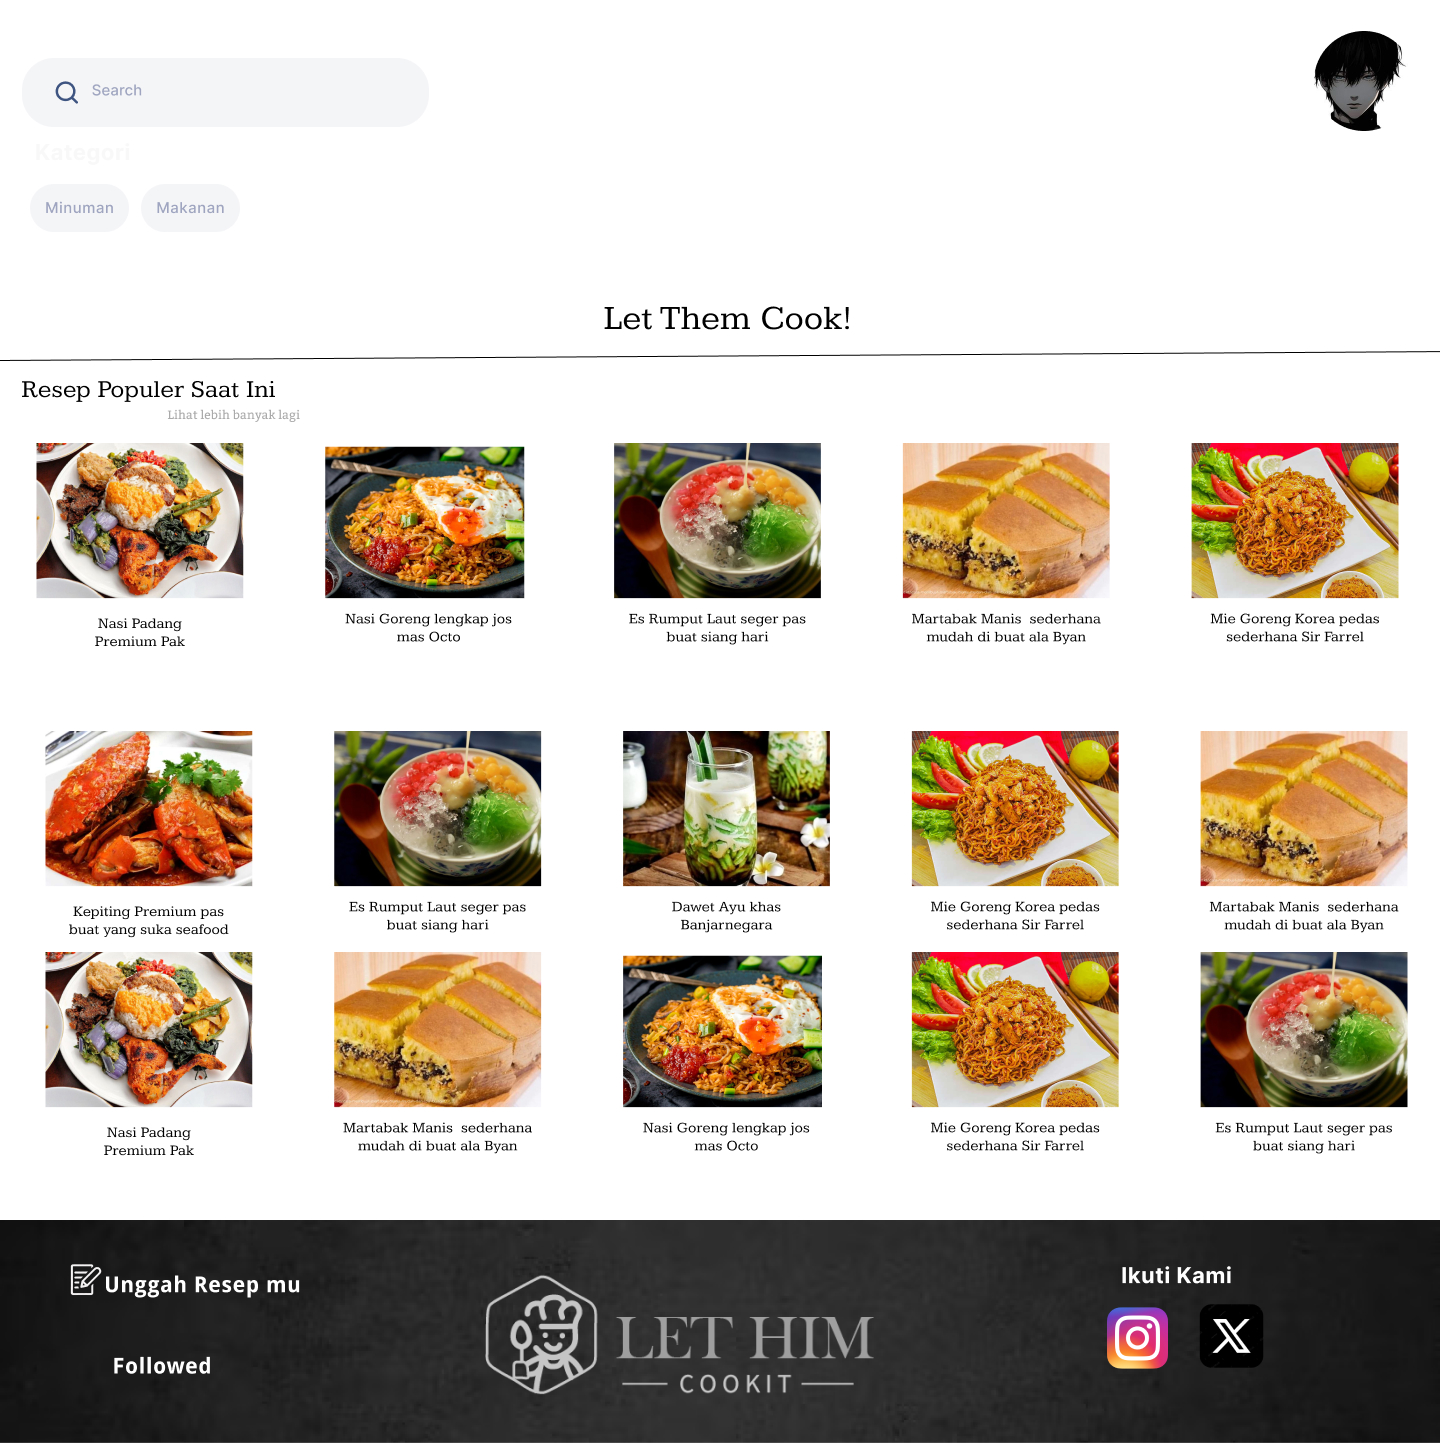 Search
Kategori
Minuman
Makanan
Let Them Cook!
Resep Populer Saat Ini
Lihat lebih banyak lagi
Nasi Padang
Premium Pak
Nasi Goreng lengkap jos
mas Octo
Es Rumput Laut seger pas
buat siang hari
Martabak Manis  sederhana
mudah di buat ala Byan
Mie Goreng Korea pedas
sederhana Sir Farrel
Kepiting Premium pas
buat yang suka seafood
Es Rumput Laut seger pas
buat siang hari
Dawet Ayu khas
Banjarnegara
Mie Goreng Korea pedas
sederhana Sir Farrel
Martabak Manis  sederhana
mudah di buat ala Byan
Nasi Padang
Premium Pak
Martabak Manis  sederhana
mudah di buat ala Byan
Nasi Goreng lengkap jos
mas Octo
Mie Goreng Korea pedas
sederhana Sir Farrel
Es Rumput Laut seger pas
buat siang hari
Unggah Resep mu
Followed
LET HIM
COOKIT
Ikuti Kami